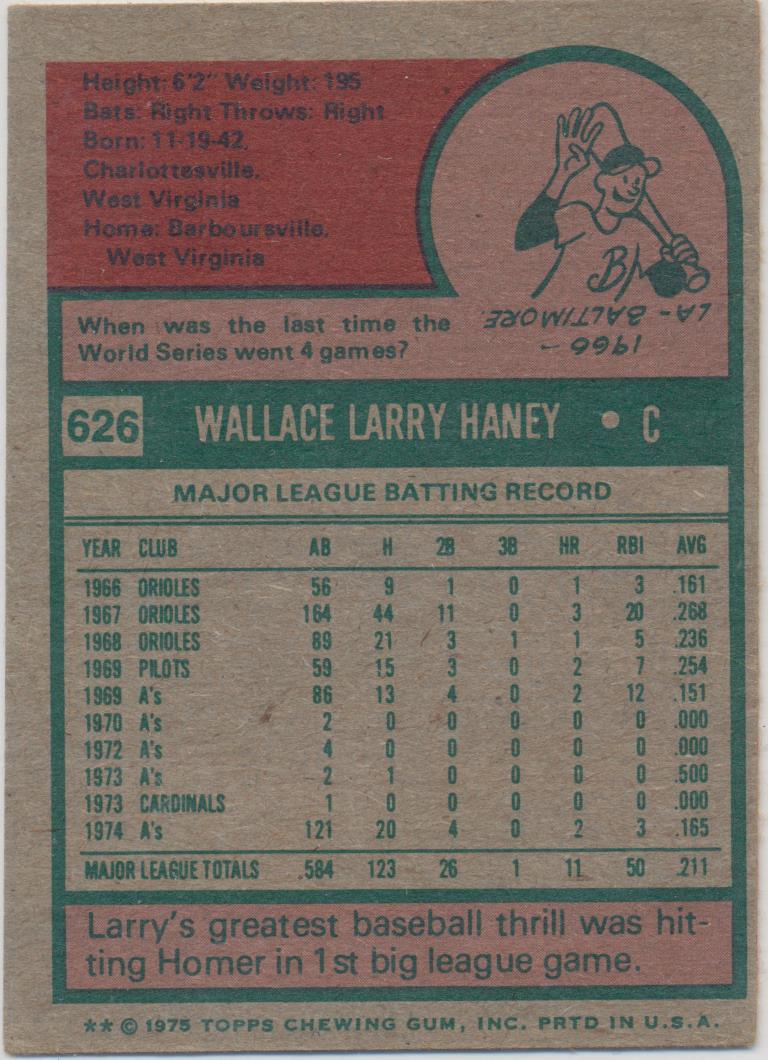 Height: 6'2" Weight: 195
Bats: Right Throws: Right
Born: 11-19-42,
Charlottesville,
West Virginia
Home: Barboursville,
West Virginia
B
When was the last time the
World Series went 4 games?
1966 –
LA - BALTIMORE.
626 WALLACE LARRY HANEY • C
MAJOR LEAGUE BATTING RECORD
YEAR CLUB AB H 2B 3B HR RBI AVG
1966 ORIOLES 56 9 1 0 1 3 .161
1967 ORIOLES 164 44 11 0 3 20 .268
1968 ORIOLES 89 21 3 1 1 5 .236
1969 PILOTS 59 15 3 0 2 7 .254
1969 A's 86 13 4 0 2 12 .151
1970 A's 2 0 0 0 0 0 .000
1972 A's 4 0 0 0 0 0 .000
1973 A's 2 1 0 0 0 0 .500
1973 CARDINALS 1 0 0 0 0 0 .000
1974 A's 121 20 4 0 2 3 .165
MAJOR LEAGUE TOTALS 584 123 26 1 11 50 .211
Larry's greatest baseball thrill was hit-
ting Homer in 1st big league game.
** © 1975 TOPPS CHEWING GUM, INC. PRTD IN U.S.A.